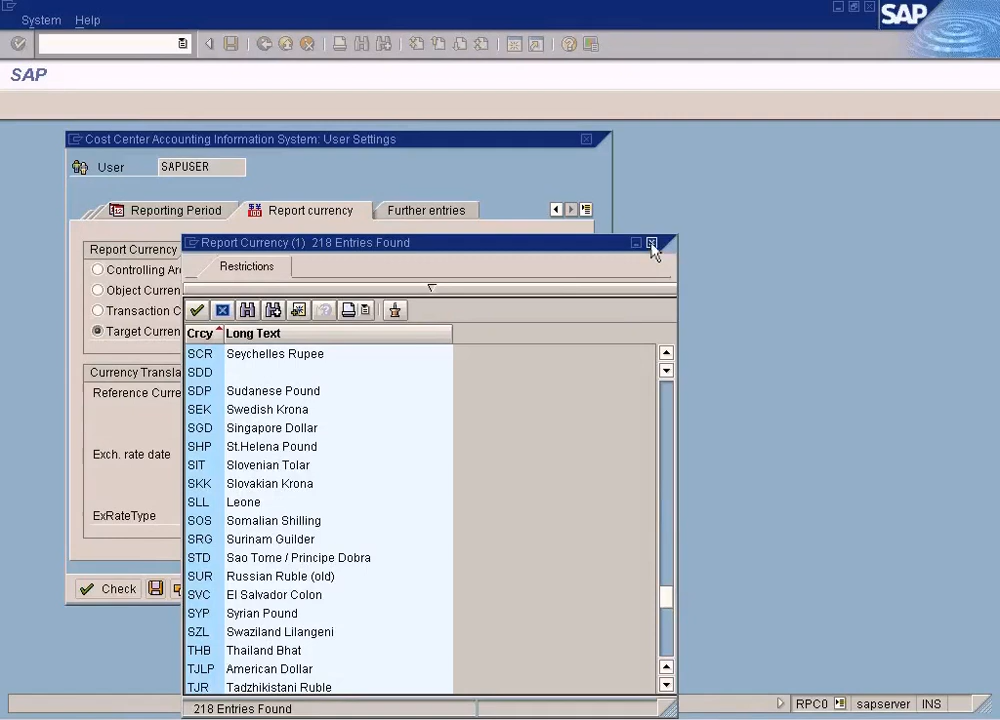 System Help
SAP
SAP
Cost Center Accounting Information System: User Settings
User SAPUSER
Reporting Period Report currency Further entries
Report Currency
Controlling Ar
Object Curren
Transaction C
Target Curren
Currency Transla
Reference Curre
Exch. rate date
ExRateType
Check
Report Currency (1) 218 Entries Found
Restrictions
Crcy Long Text
SCR Seychelles Rupee
SDD
SDP Sudanese Pound
SEK Swedish Krona
SGD Singapore Dollar
SHP St.Helena Pound
SIT Slovenian Tolar
SKK Slovakian Krona
SLL Leone
SOS Somalian Shilling
SRG Surinam Guilder
STD Sao Tome / Principe Dobra
SUR Russian Ruble (old)
SVC El Salvador Colon
SYP Syrian Pound
SZL Swaziland Lilangeni
THB Thailand Bhat
TJLP American Dollar
TJR Tadzhikistani Ruble
218 Entries Found
RPC0 sapserver INS